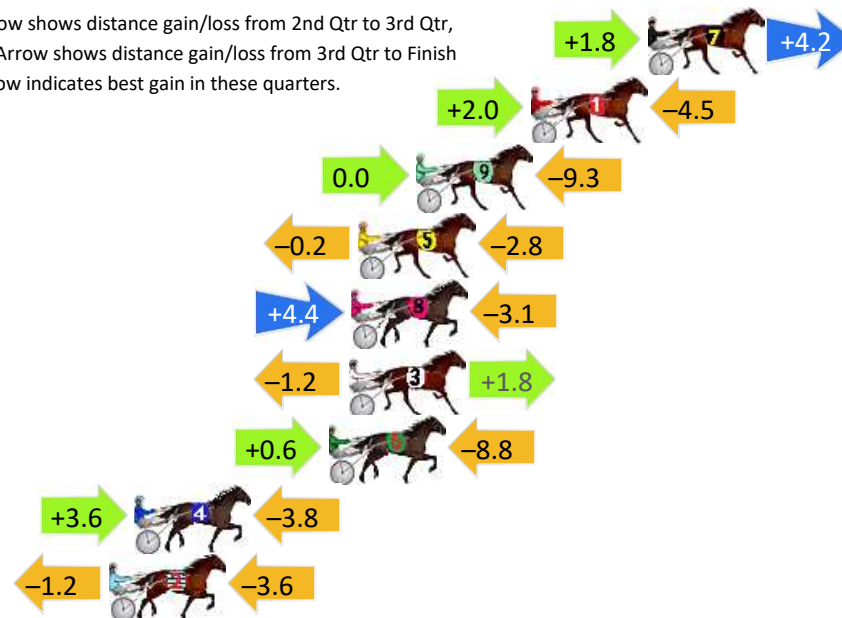 ow shows distance gain/loss from 2nd Qtr to 3rd Qtr,
Arrow shows distance gain/loss from 3rd Qtr to Finish
ow indicates best gain in these quarters.
+1.8 7 +4.2
+2.0 1 –4.5
0.0 9 –9.3
–0.2 5 –2.8
+4.4 8 –3.1
–1.2 3 +1.8
+0.6 6 –8.8
+3.6 4 –3.8
–1.2 2 –3.6